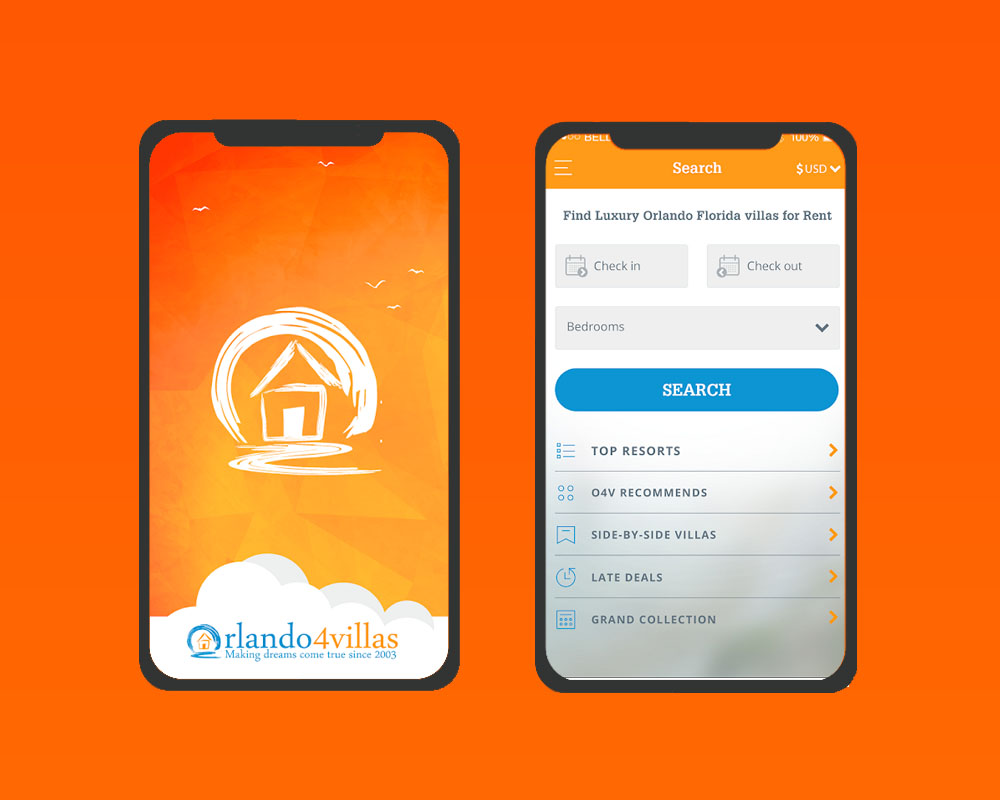 Orlando4villas
Making dreams come true since 2003
BELL 100%
Search $USD
Find Luxury Orlando Florida villas for Rent
Check in Check out
Bedrooms
SEARCH
TOP RESORTS
O4V RECOMMENDS
SIDE-BY-SIDE VILLAS
LATE DEALS
GRAND COLLECTION